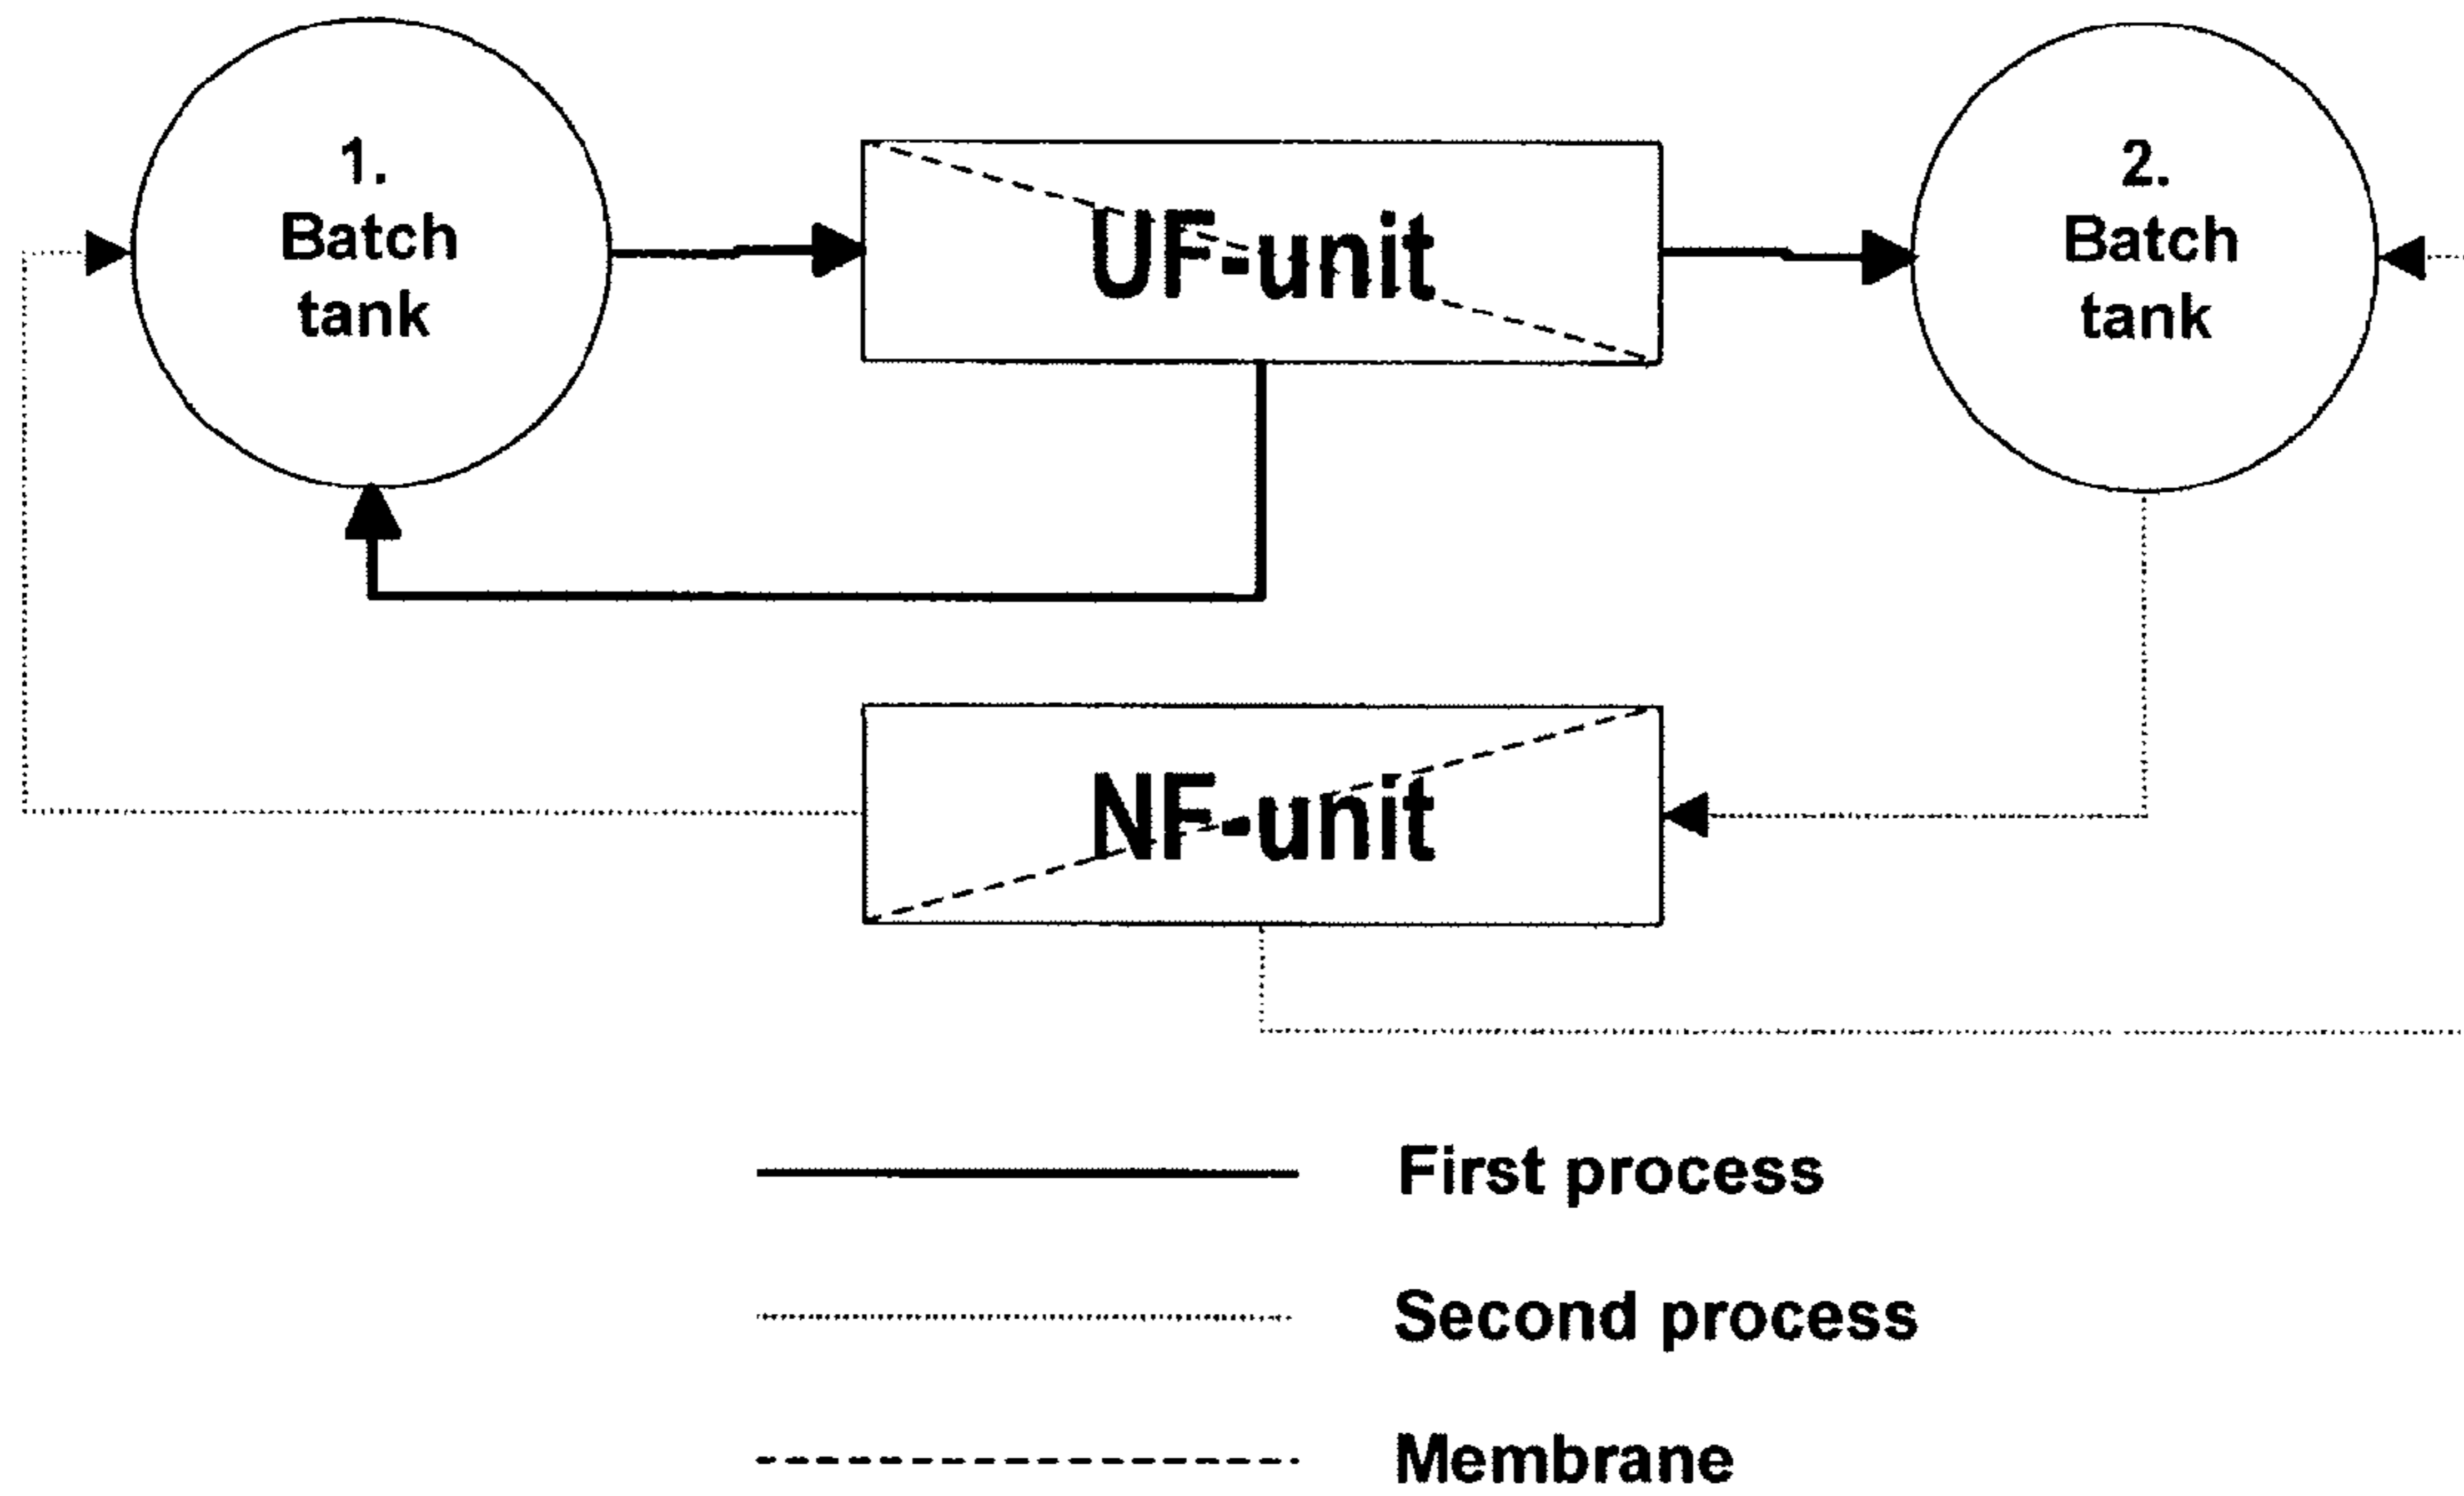 1.
Batch
tank
UF-unit
2.
Batch
tank
NF-unit
First process
Second process
Membrane